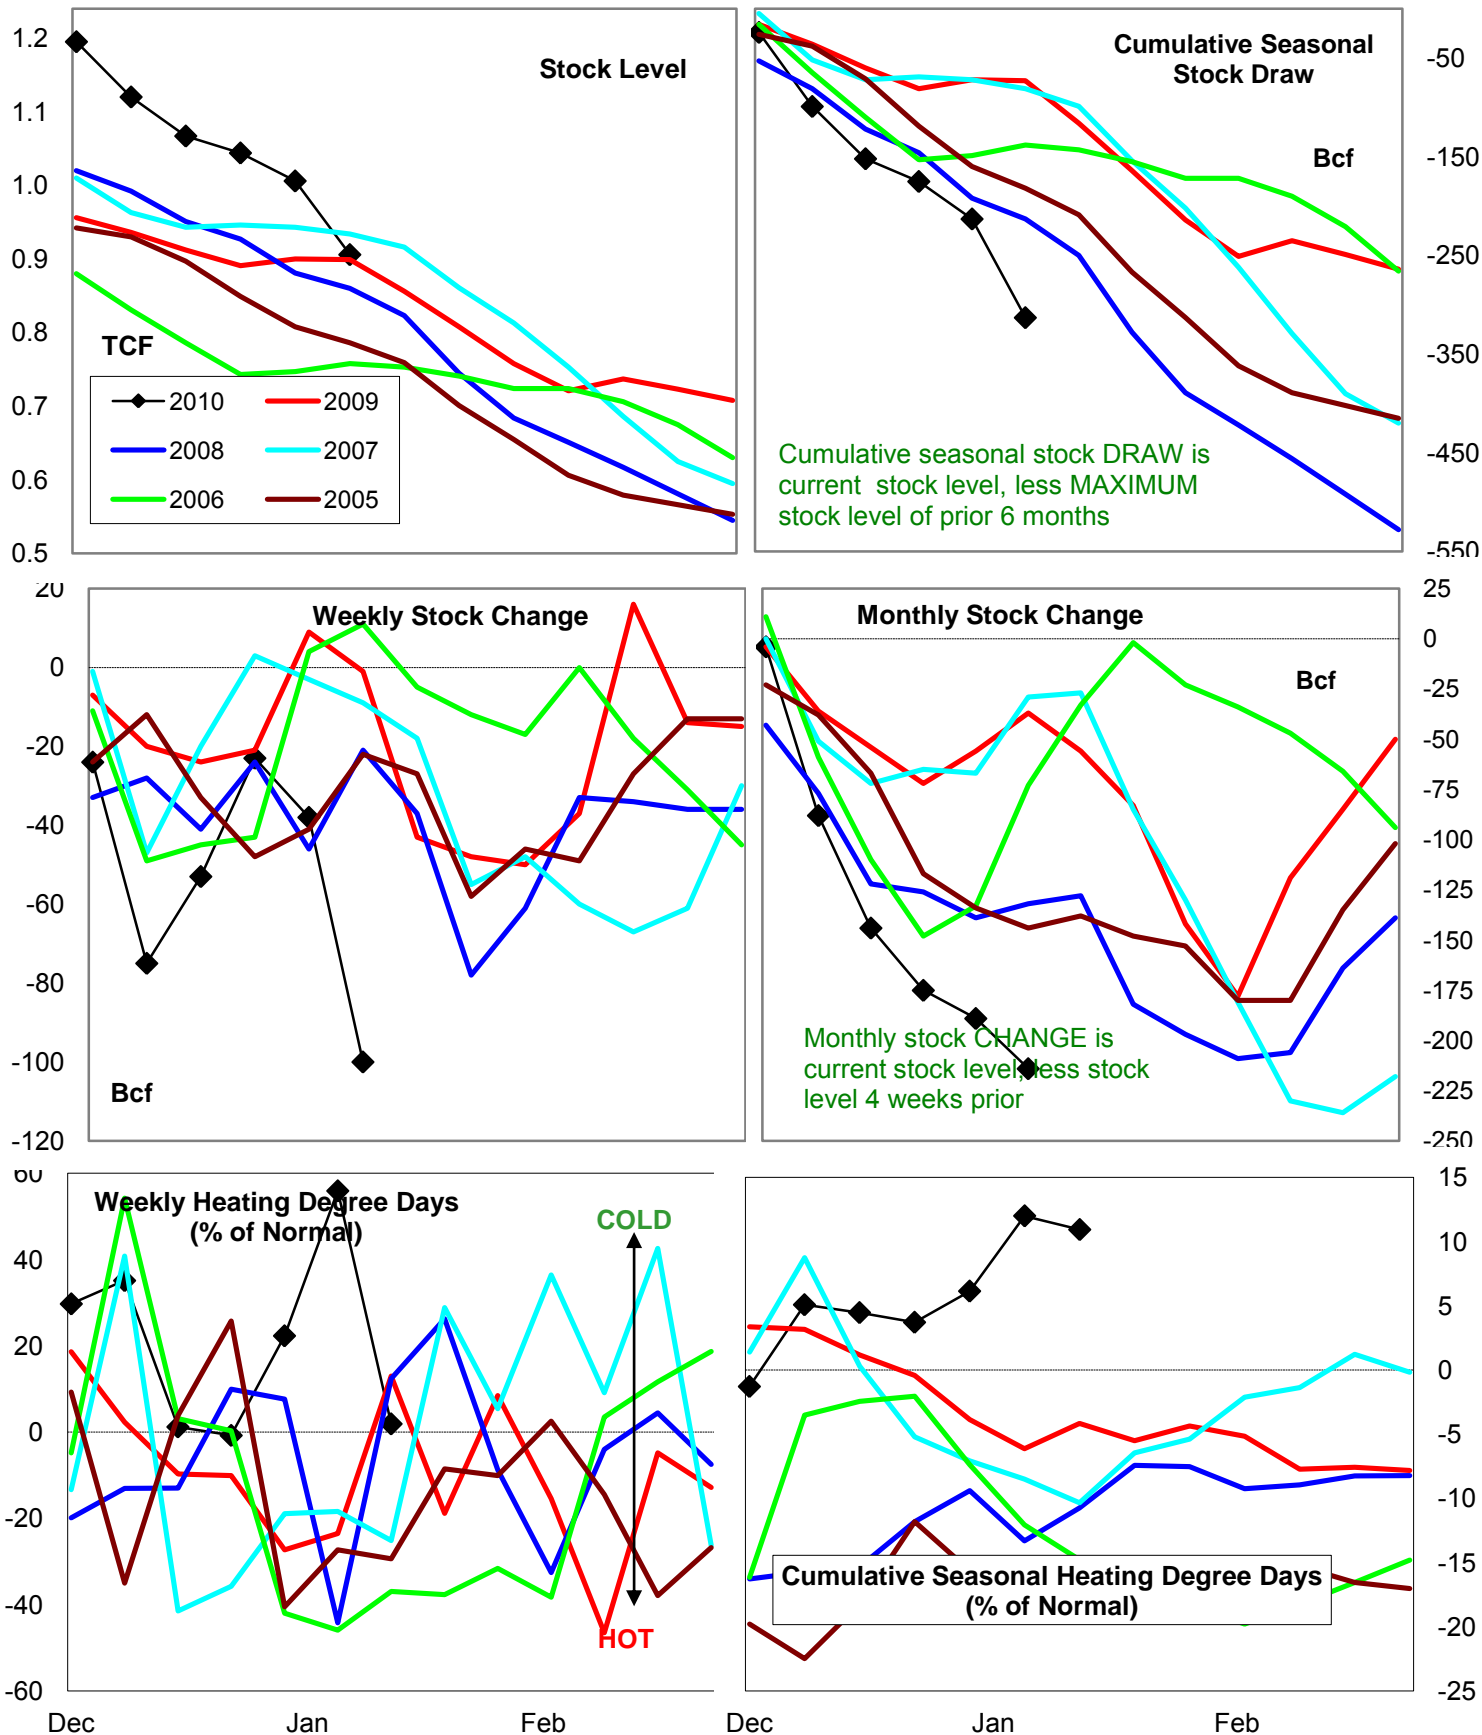 1.2
1.1
1.0
0.9
0.8
0.7
0.6
0.5
Stock Level
TCF
2010
2009
2008
2007
2006
2005
Cumulative Seasonal
Stock Draw
Bcf
Cumulative seasonal stock DRAW is
current stock level, less MAXIMUM
stock level of prior 6 months
-50
-150
-250
-350
-450
-550
20
0
-20
-40
-60
-80
-100
-120
Weekly Stock Change
Bcf
Monthly Stock Change
Bcf
Monthly stock CHANGE is
current stock level, less stock
level 4 weeks prior
25
0
-25
-50
-75
-100
-125
-150
-175
-200
-225
-250
60
40
20
0
-20
-40
-60
Weekly Heating Degree Days
(% of Normal)
COLD
HOT
Dec
Jan
Feb
15
10
5
0
-5
-10
-15
-20
-25
Cumulative Seasonal Heating Degree Days
(% of Normal)
Dec
Jan
Feb